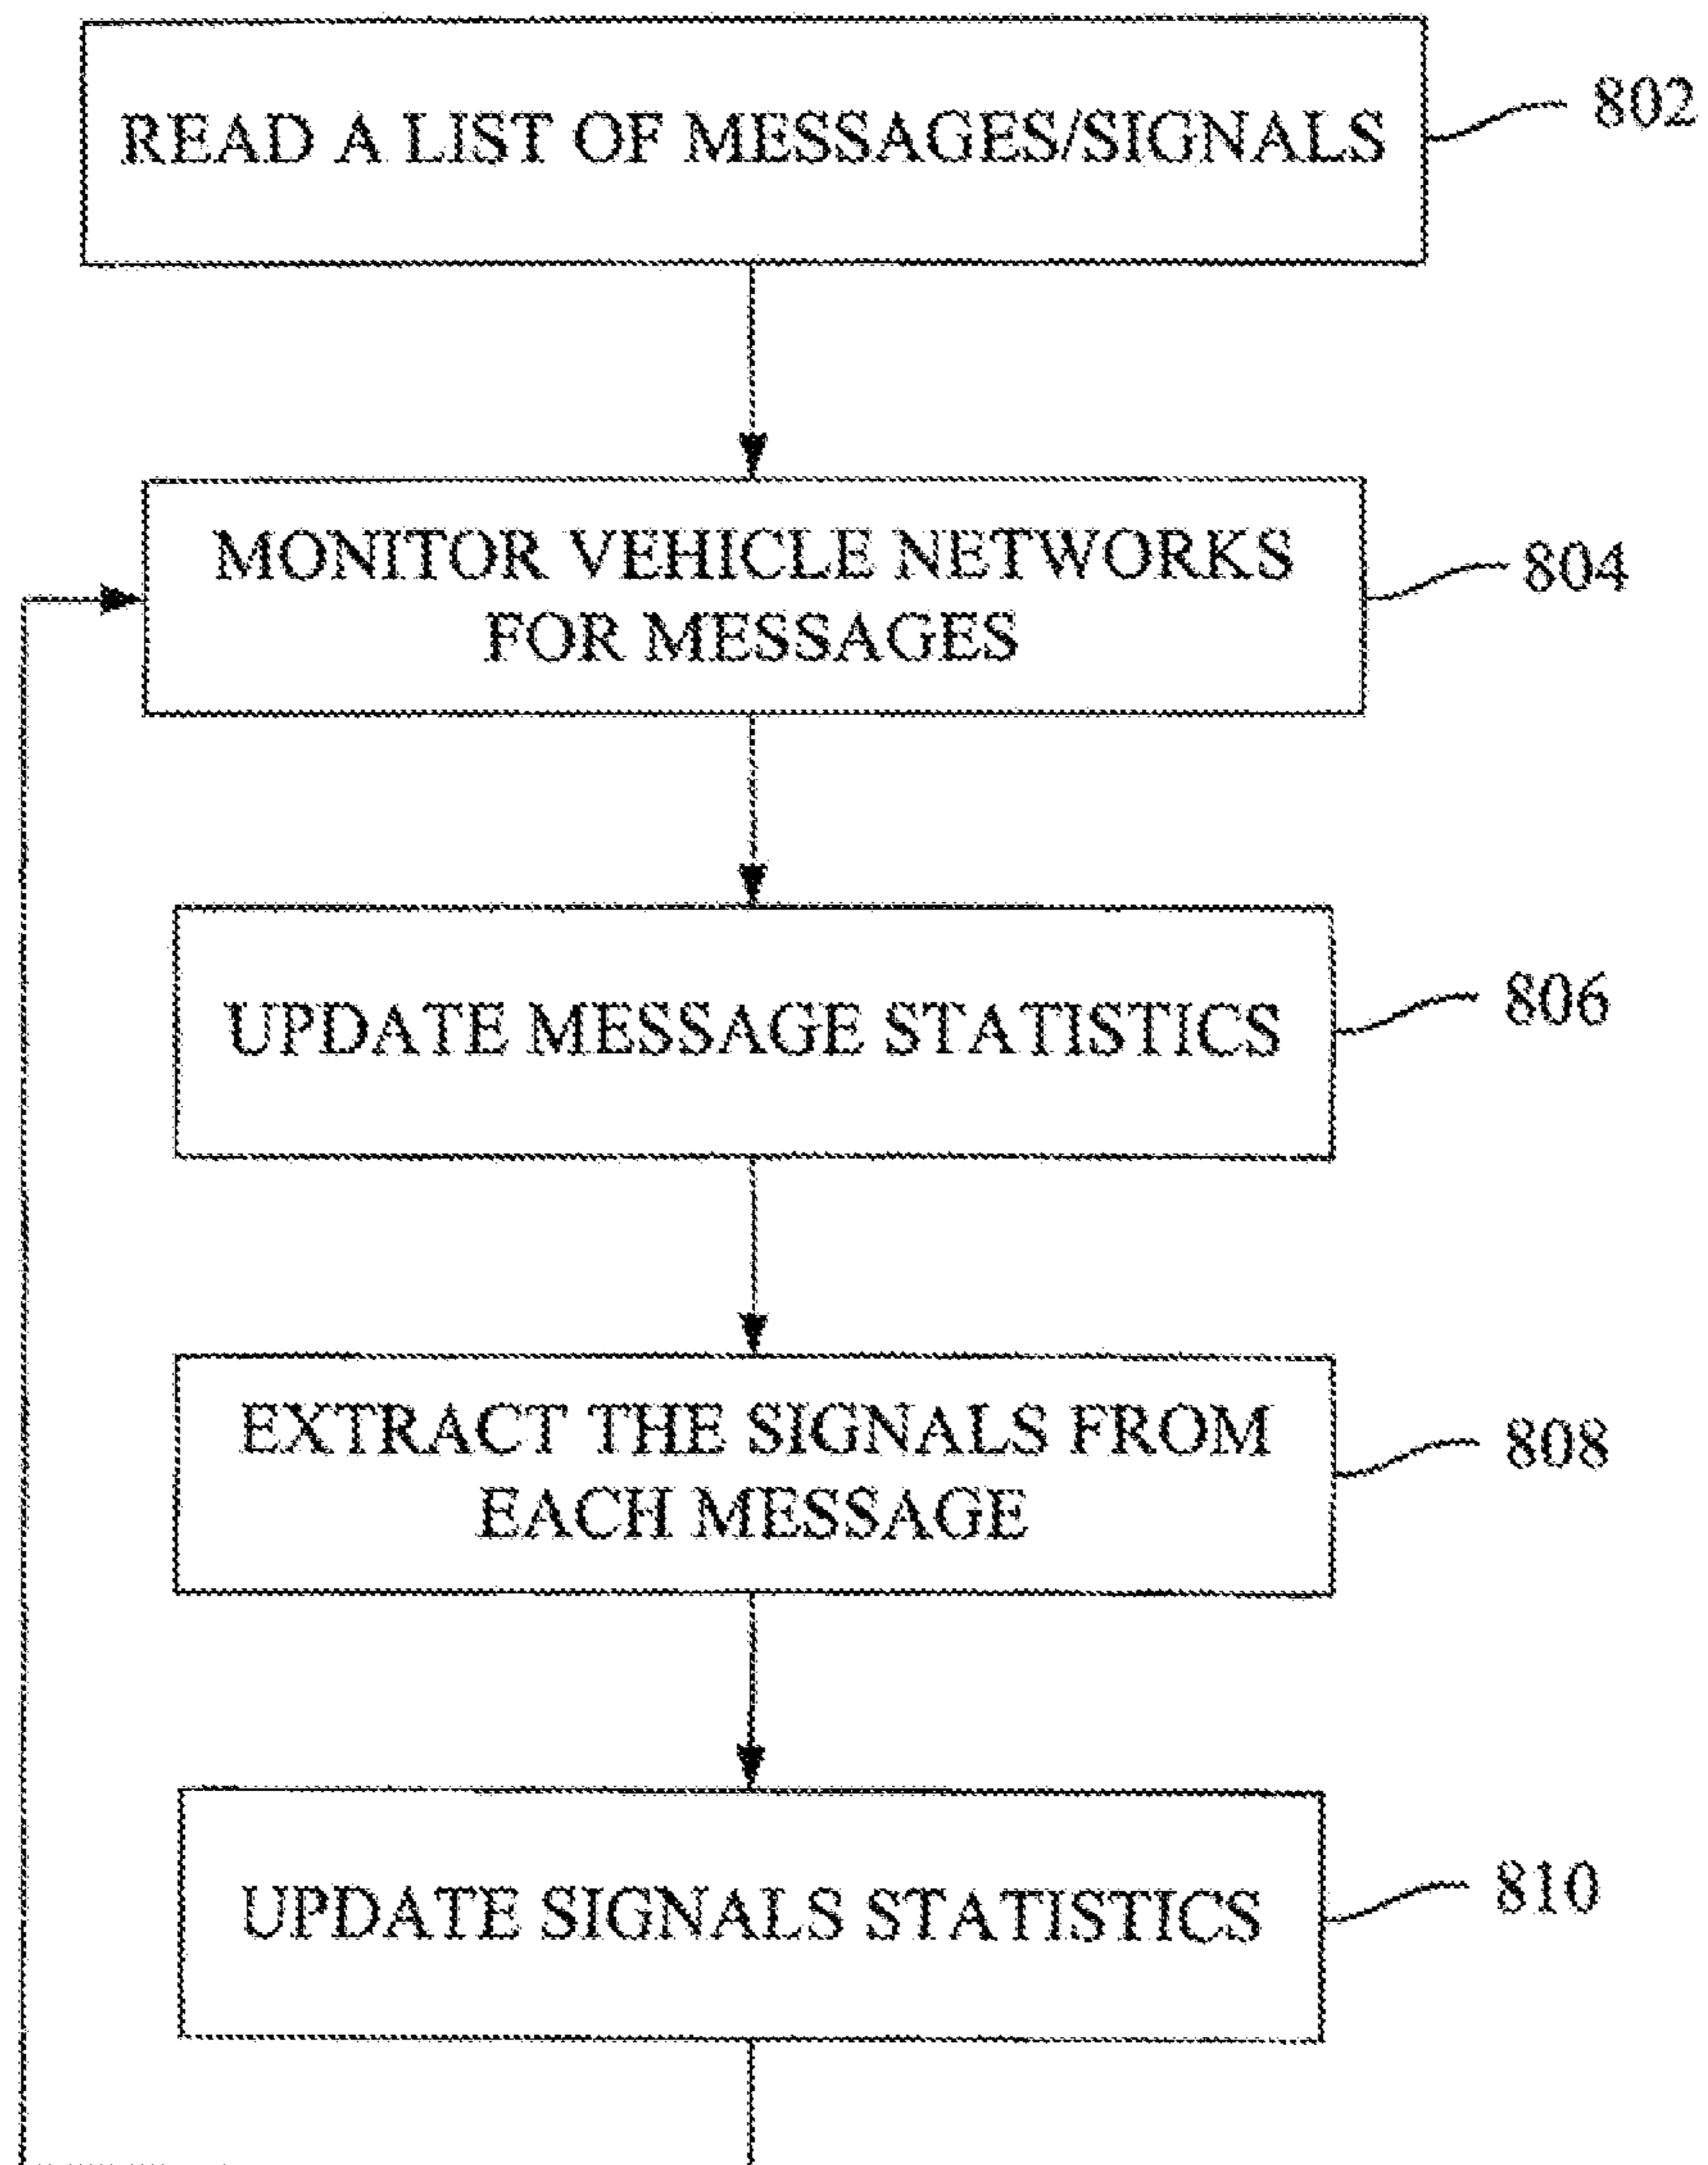 READ A LIST OF MESSAGES/SIGNALS
802
MONITOR VEHICLE NETWORKS
FOR MESSAGES
804
UPDATE MESSAGE STATISTICS
806
EXTRACT THE SIGNALS FROM
EACH MESSAGE
808
UPDATE SIGNALS STATISTICS
810